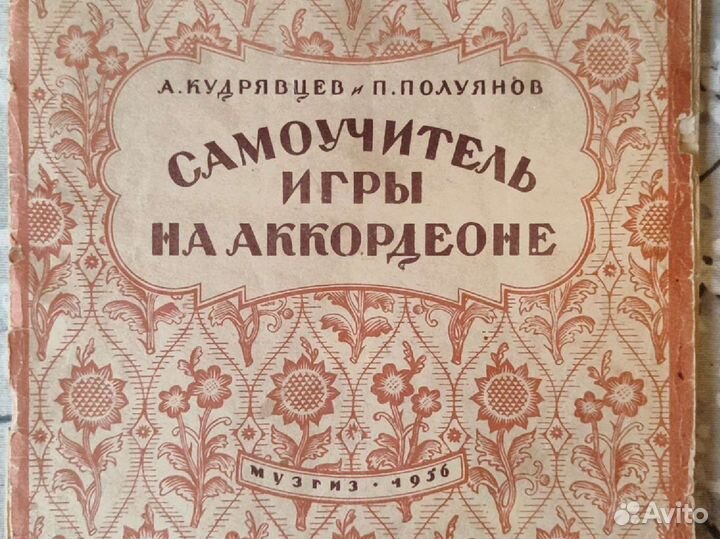 А. КУДРЯВЦЕВ и П. ПОЛУЯНОВ
САМОУЧИТЕЛЬ
ИГРЫ
НА АККОРДЕОНЕ
МУЗГИЗ · 1956
Avito